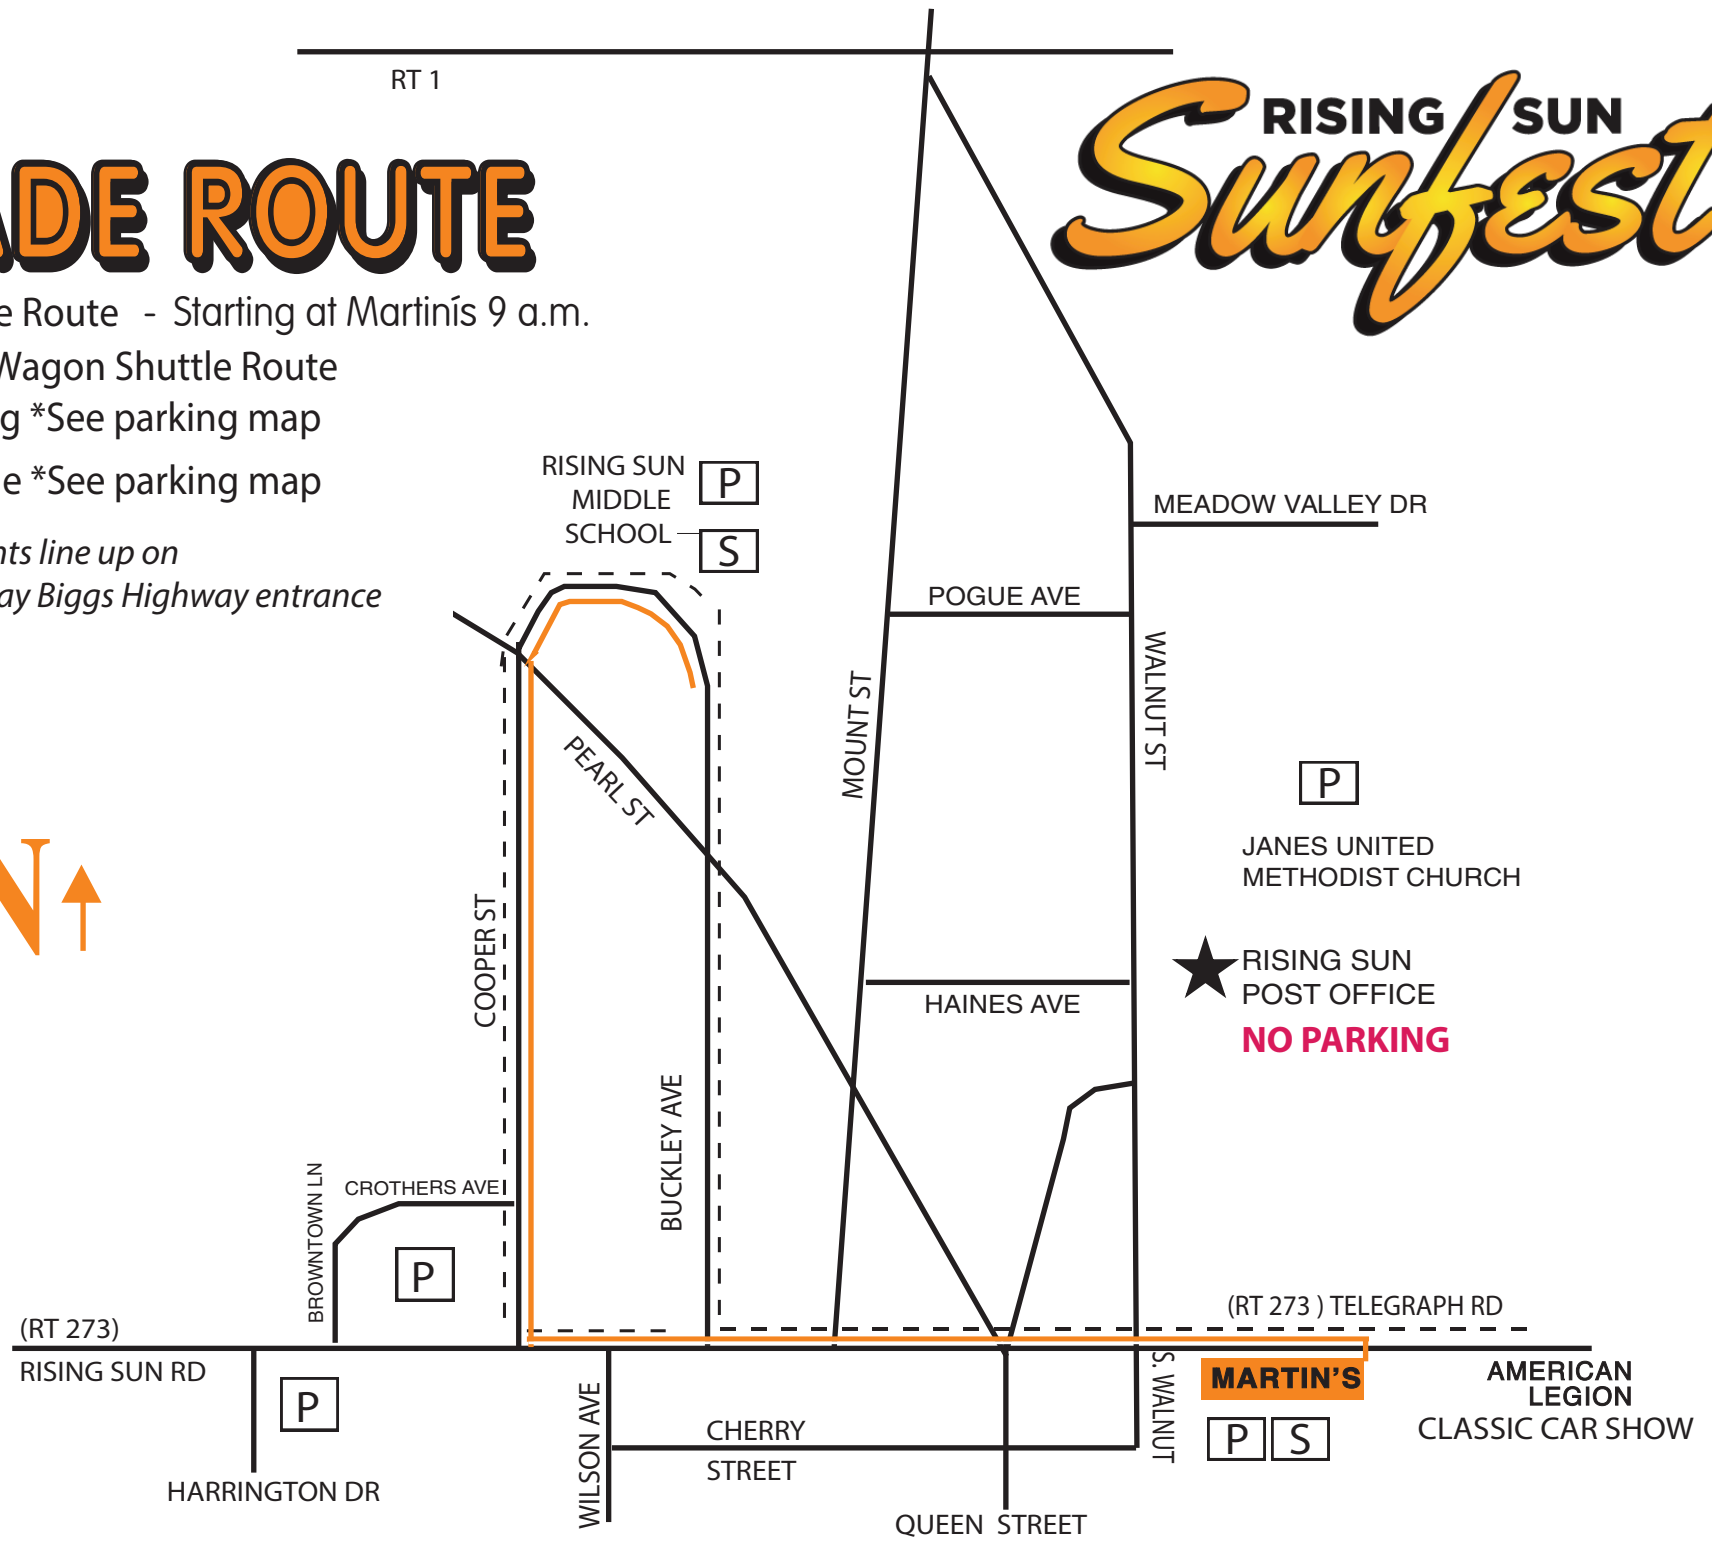 RT 1
RISING SUN
Sunfest
ADE ROUTE
e Route - Starting at Martinís 9 a.m.
Wagon Shuttle Route
g *See parking map
e *See parking map
nts line up on
ay Biggs Highway entrance
RISING SUN
MIDDLE
SCHOOL
P
S
MEADOW VALLEY DR
POGUE AVE
WALNUT ST
MOUNT ST
PEARL ST
P
JANES UNITED
METHODIST CHURCH
N
COOPER ST
RISING SUN
POST OFFICE
NO PARKING
HAINES AVE
BUCKLEY AVE
BROWNTOWN LN
CROTHERS AVE
P
(RT 273)
RISING SUN RD
(RT 273 ) TELEGRAPH RD
MARTIN'S
S. WALNUT
AMERICAN
LEGION
CLASSIC CAR SHOW
P
P
S
WILSON AVE
CHERRY
STREET
HARRINGTON DR
QUEEN STREET